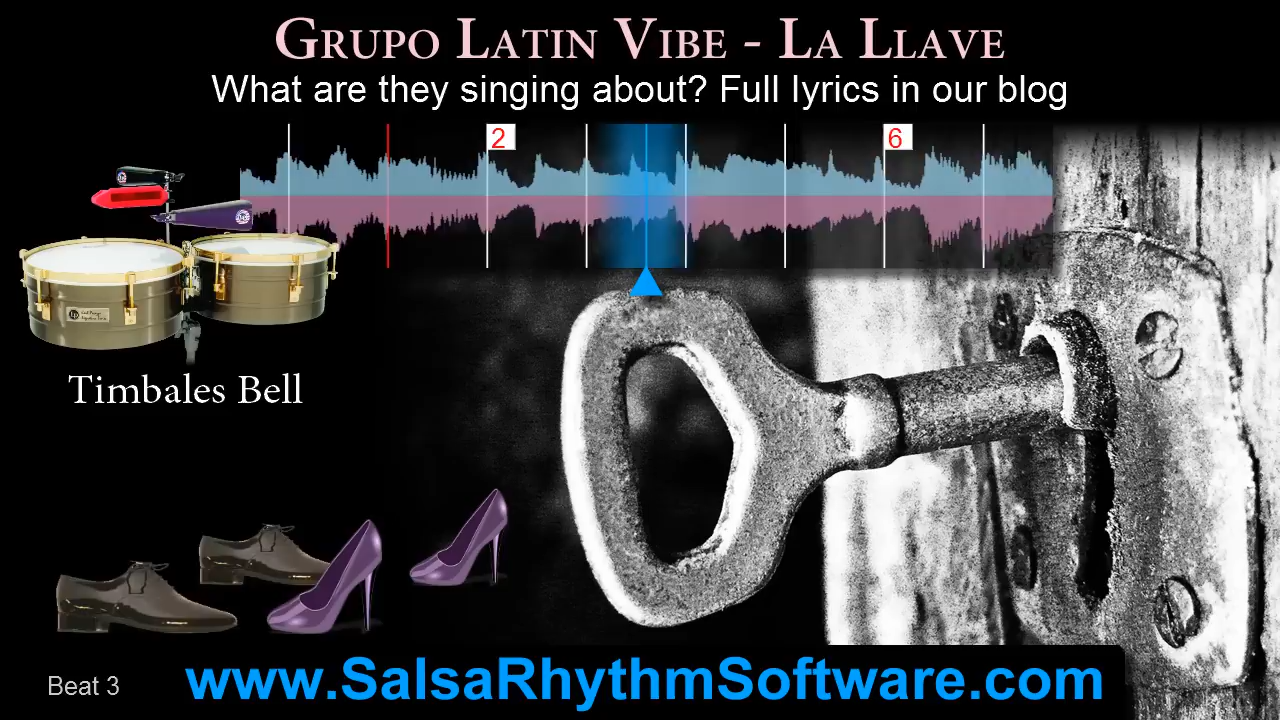 Grupo Latin Vibe - La Llave
What are they singing about? Full lyrics in our blog
2
6
Timbales Bell
Beat 3
www.SalsaRhythmSoftware.com